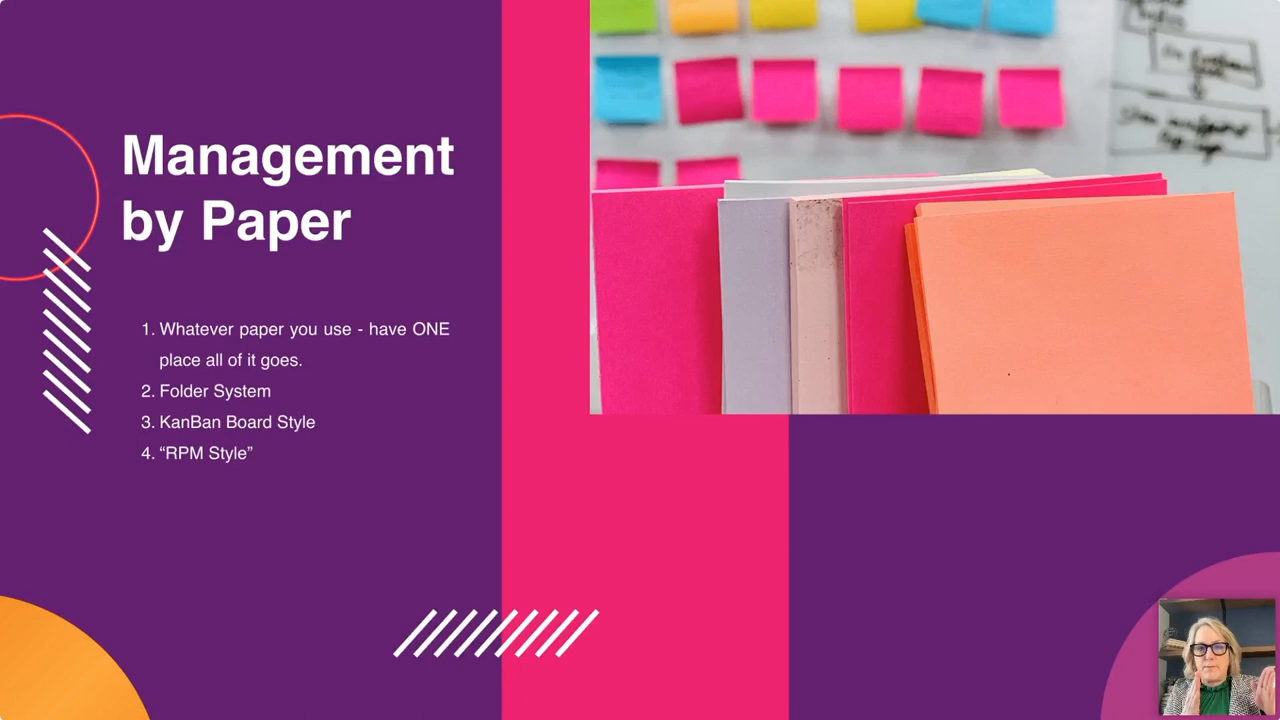 Management
by Paper
1. Whatever paper you use - have ONE
place all of it goes.
2. Folder System
3. KanBan Board Style
4. “RPM Style”